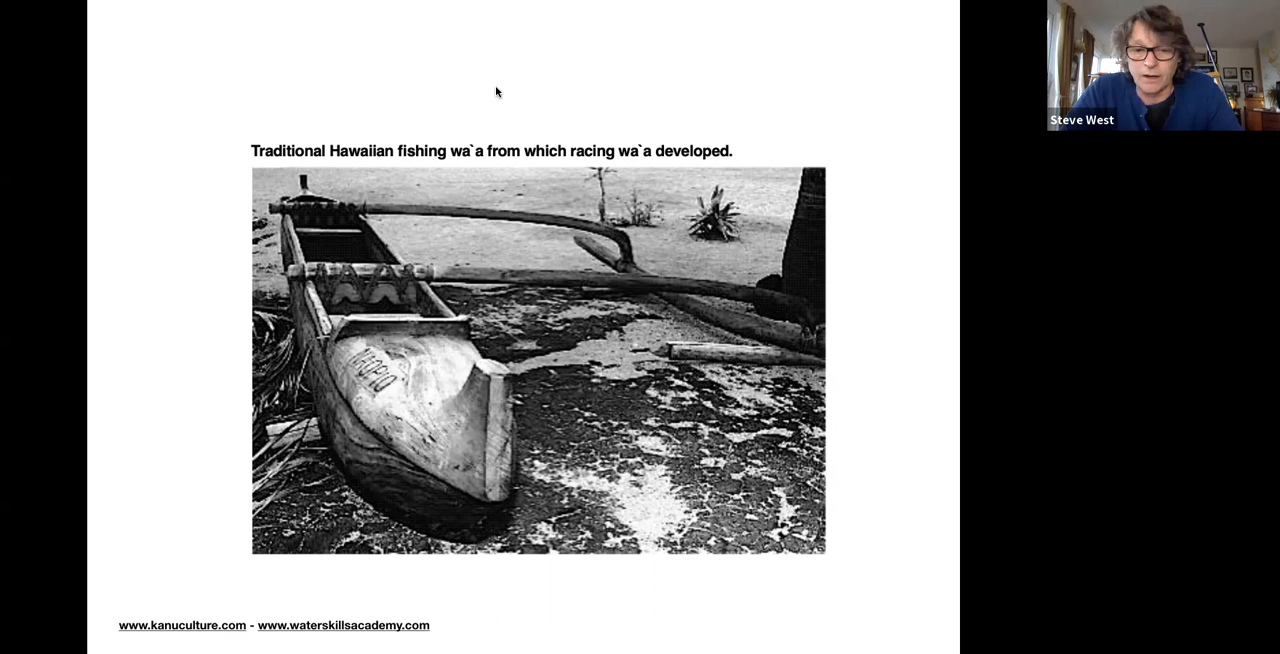 Steve West
Traditional Hawaiian fishing wa`a from which racing wa`a developed.
www.kanuculture.com - www.waterskillsacademy.com